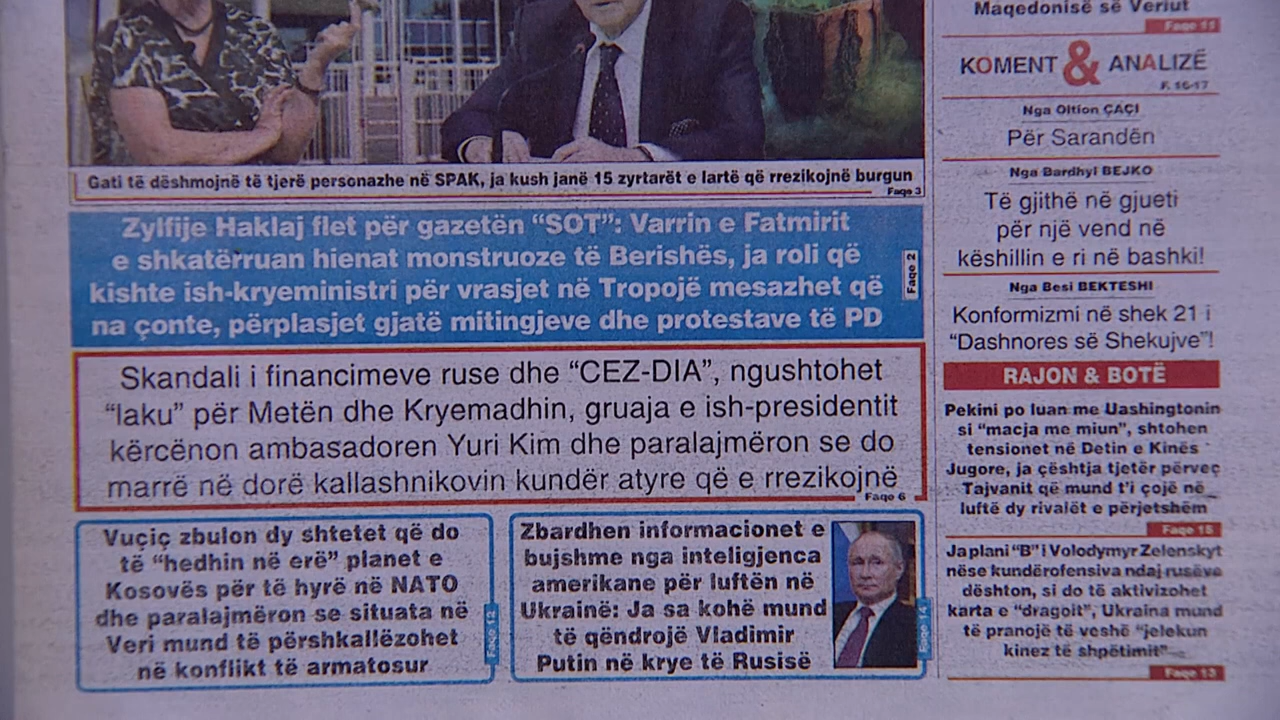 Gati të dëshmojnë të tjerë personazhe në SPAK, ja kush janë 15 zyrtarët e lartë që rrezikojnë burgun
Faqe 3
Zylfije Haklaj flet për gazetën “SOT”: Varrin e Fatmirit
e shkatërruan hienat monstruoze të Berishës, ja roli që
kishte ish-kryeministri për vrasjet në Tropojë mesazhet që
na çonte, përplasjet gjatë mitingjeve dhe protestave të PD
Faqe 2
Skandali i financimeve ruse dhe “CEZ-DIA”, ngushtohet
“laku” për Metën dhe Kryemadhin, gruaja e ish-presidentit
kërcënon ambasadoren Yuri Kim dhe paralajmëron se do
marrë në dorë kallashnikovin kundër atyre që e rrezikojnë
Faqe 6
Vuçiç zbulon dy shtetet që do
të “hedhin në erë” planet e
Kosovës për të hyrë në NATO
dhe paralajmëron se situata në
Veri mund të përshkallëzohet
në konflikt të armatosur
Faqe 12
Zbardhen informacionet e
bujshme nga inteligjenca
amerikane për luftën në
Ukrainë: Ja sa kohë mund
të qëndrojë Vladimir
Putin në krye të Rusisë
Faqe 14
Maqedonisë së Veriut
Faqe 11
KOMENT & ANALIZË
F. 16-17
Nga Oltion ÇAÇI
Për Sarandën
Nga Bardhyl BEJKO
Të gjithë në gjueti
për një vend në
këshillin e ri në bashki!
Nga Besi BEKTESHI
Konformizmi në shek 21 i
“Dashnores së Shekujve”!
RAJON & BOTË
Pekini po luan me Uashingtonin
si “macja me miun”, shtohen
tensionet në Detin e Kinës
Jugore, ja çështja tjetër përveç
Tajvanit që mund t’i çojë në
luftë dy rivalët e përjetshëm
Faqe 15
Ja plani “B” i Volodymyr Zelenskyt
nëse kundërofensiva ndaj rusëve
dështon, si do të aktivizohet
karta e “dragoit”, Ukraina mund
të pranojë të veshë “jelekun
kinez të shpëtimit”
Faqe 13